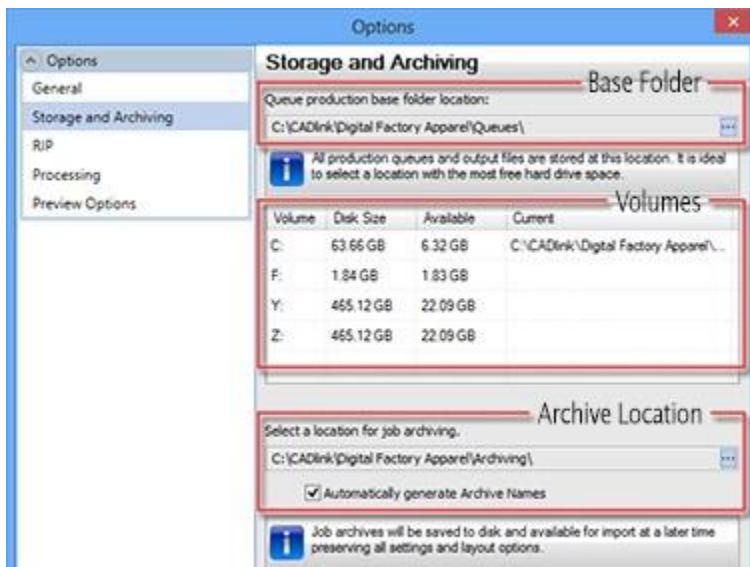 Options
Options
General
Storage and Archiving
RIP
Processing
Preview Options
Storage and Archiving
Base Folder
Queue production base folder location:
C:\CADlink\Digital Factory Apparel\Queues\
All production queues and output files are stored at this location. It is ideal
to select a location with the most free hard drive space.
Volumes
Volume Disk Size Available Current
C: 63.66 GB 6.32 GB C:\CADlink\Digital Factory Apparel\...
F: 1.84 GB 1.83 GB
Y: 465.12 GB 22.09 GB
Z: 465.12 GB 22.09 GB
Archive Location
Select a location for job archiving.
C:\CADlink\Digital Factory Apparel\Archiving\
Automatically generate Archive Names
Job archives will be saved to disk and available for import at a later time
preserving all settings and layout options.